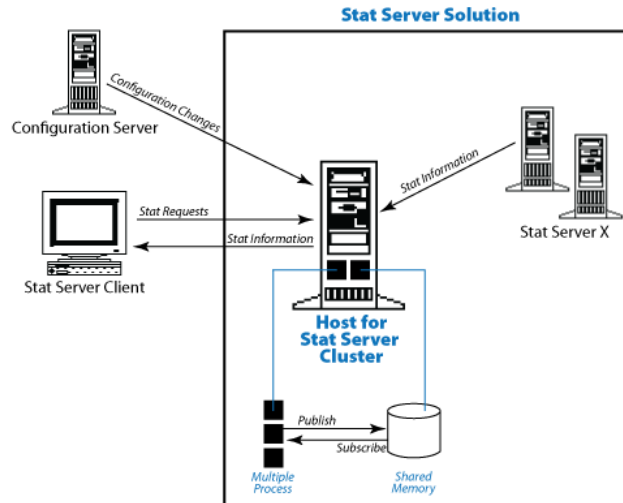 Stat Server Solution
Configuration Changes
Configuration Server
Stat Information
Stat Server X
Stat Requests
Stat Information
Stat Server Client
Host for
Stat Server
Cluster
Publish
Subscribe
Multiple
Process
Shared
Memory